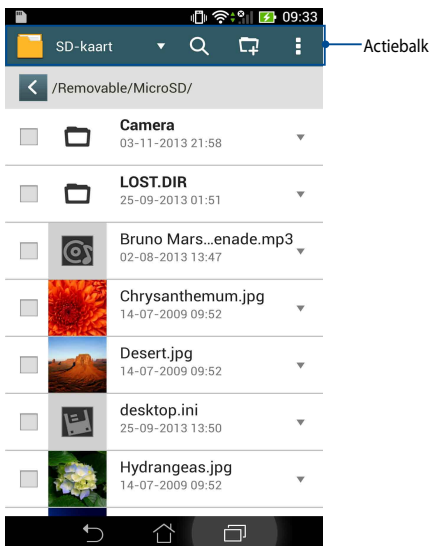 09:33
SD-kaart
Actiebalk
/Removable/MicroSD/
Camera
03-11-2013 21:58
LOST.DIR
25-09-2013 01:51
Bruno Mars...enade.mp3
02-08-2013 13:47
Chrysanthemum.jpg
14-07-2009 09:52
Desert.jpg
14-07-2009 09:52
desktop.ini
25-09-2013 13:50
Hydrangeas.jpg
14-07-2009 09:52